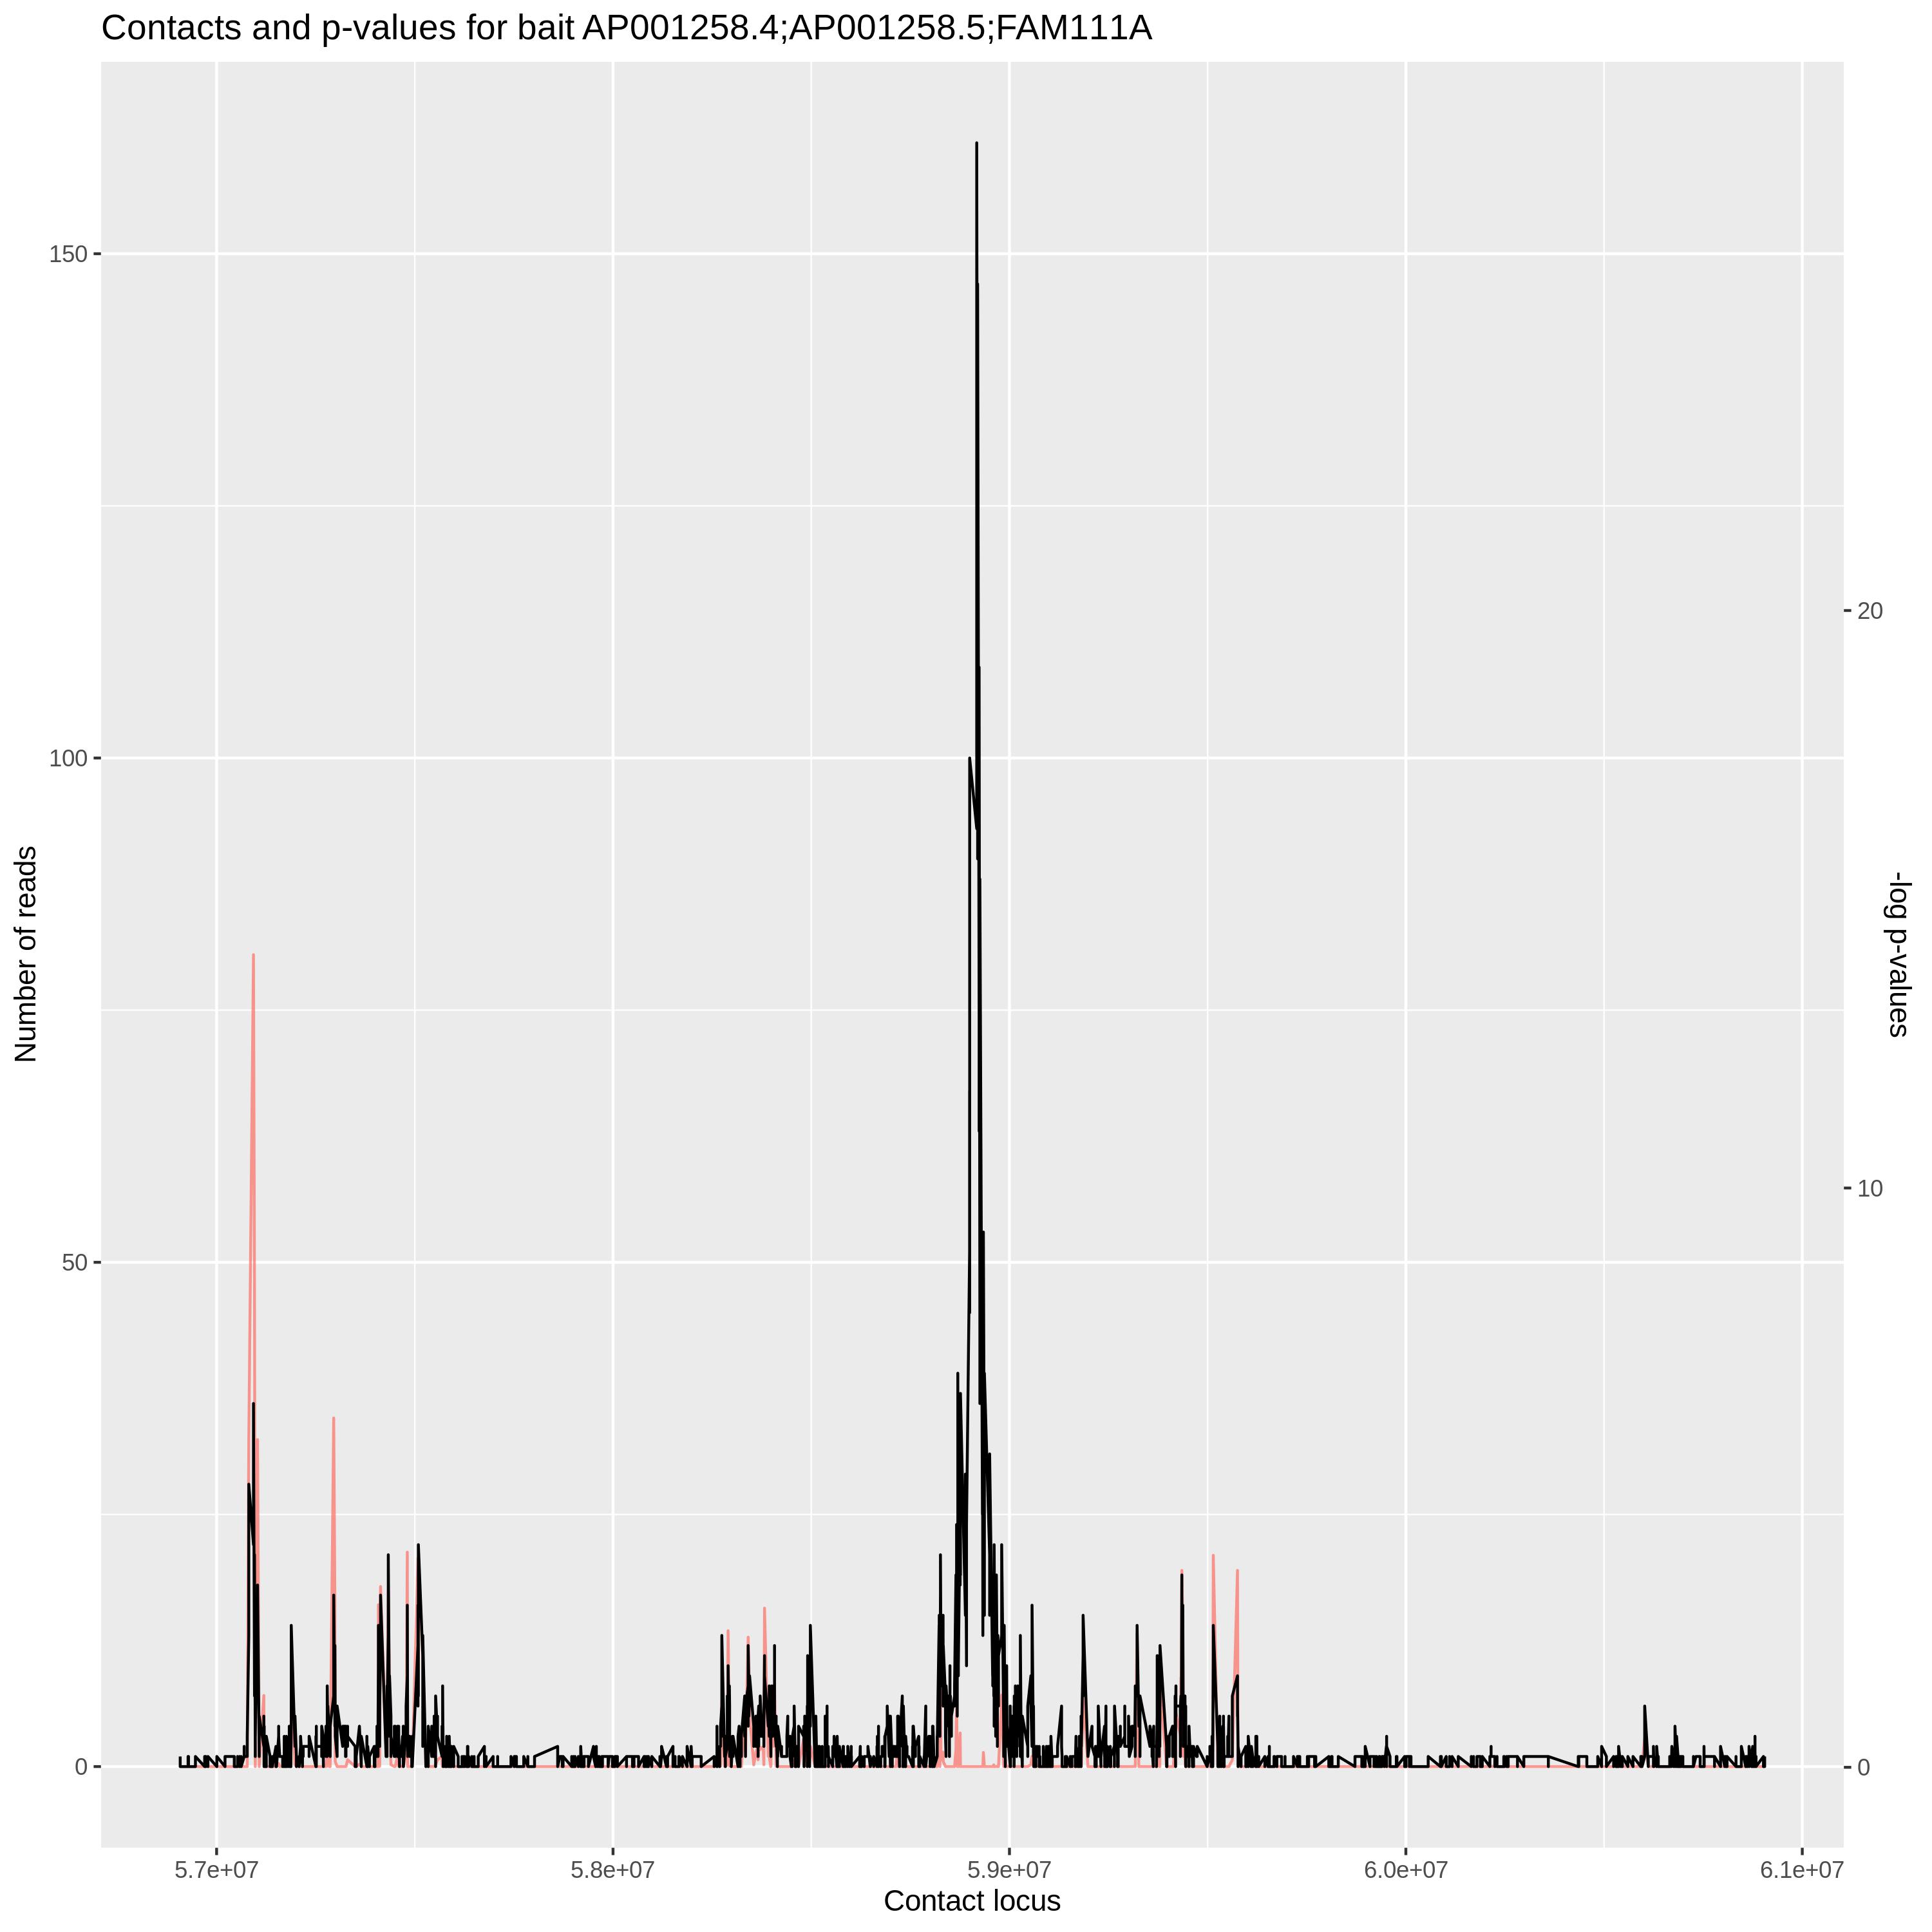 Contacts and p-values for bait AP001258.4;AP001258.5;FAM111A
150
100
50
0
Number of reads
20
10
0
-log p-values
5.7e+07
5.8e+07
5.9e+07
6.0e+07
6.1e+07
Contact locus